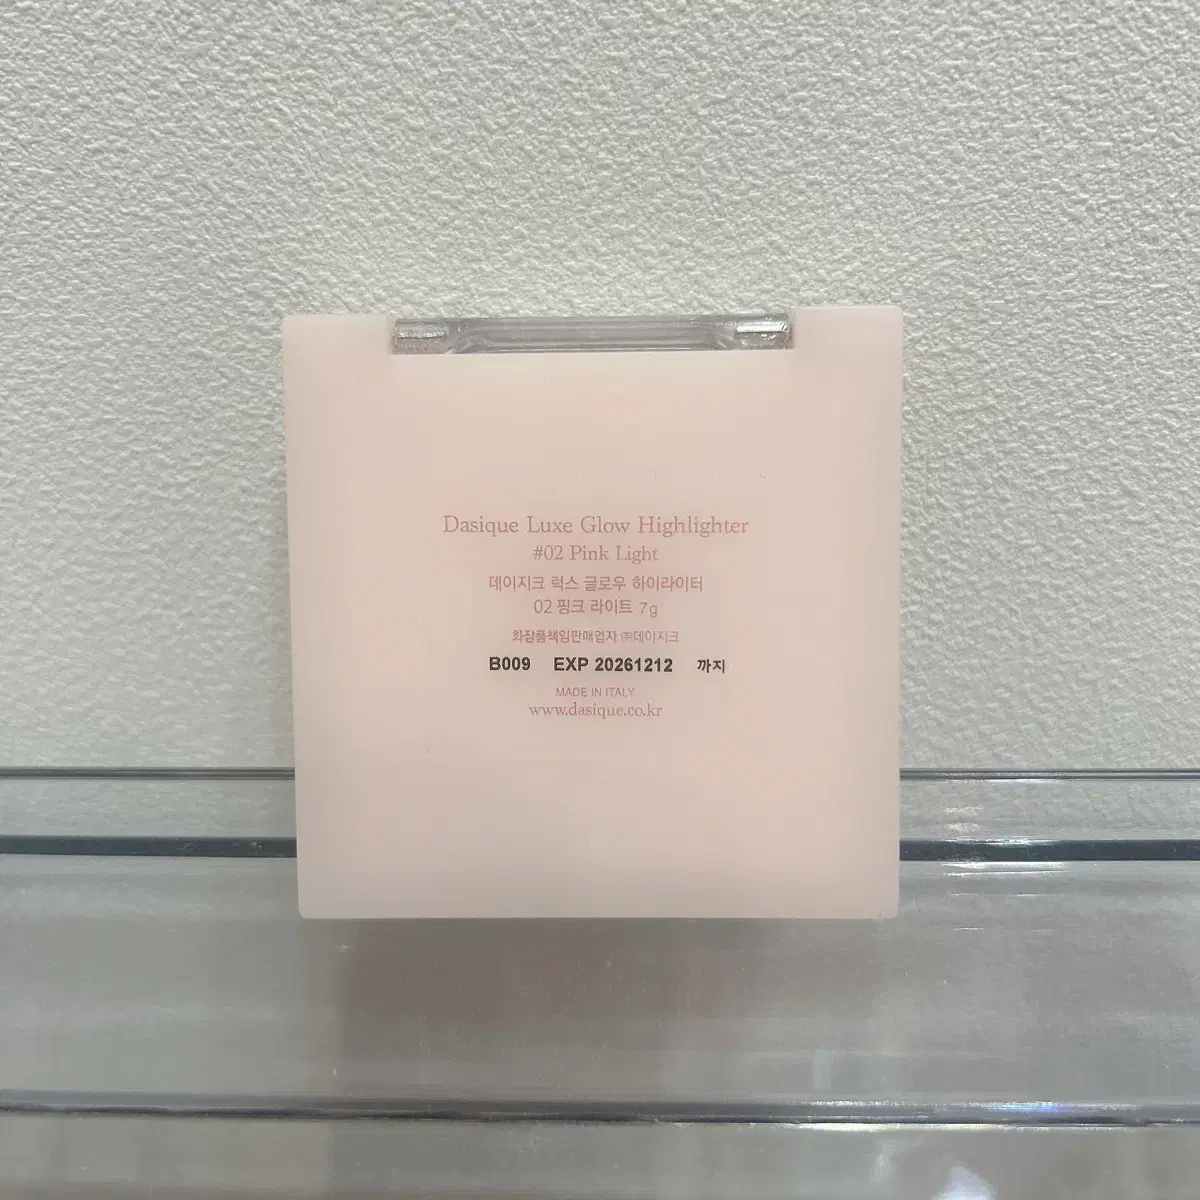 Dasique Luxe Glow Highlighter
#02 Pink Light
데이지크 럭스 글로우 하이라이터
02 핑크 라이트 7g
화장품책임판매업자 ㈜데이지크
B009 EXP 20261212 까지
MADE IN ITALY
www.dasique.co.kr